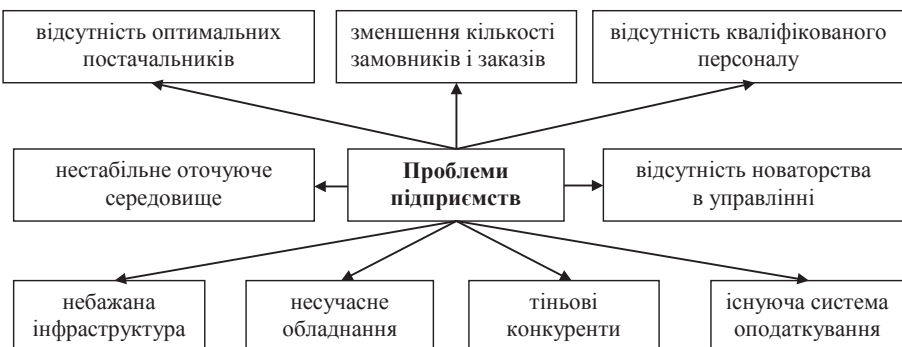 відсутність оптимальних
постачальників
зменшення кількості
замовників і заказів
відсутність кваліфікованого
персоналу
нестабільне оточуюче
середовище
Проблеми
підприємств
відсутність новаторства
в управлінні
небажана
інфраструктура
несучасне
обладнання
тіньові
конкуренти
існуюча система
оподаткування